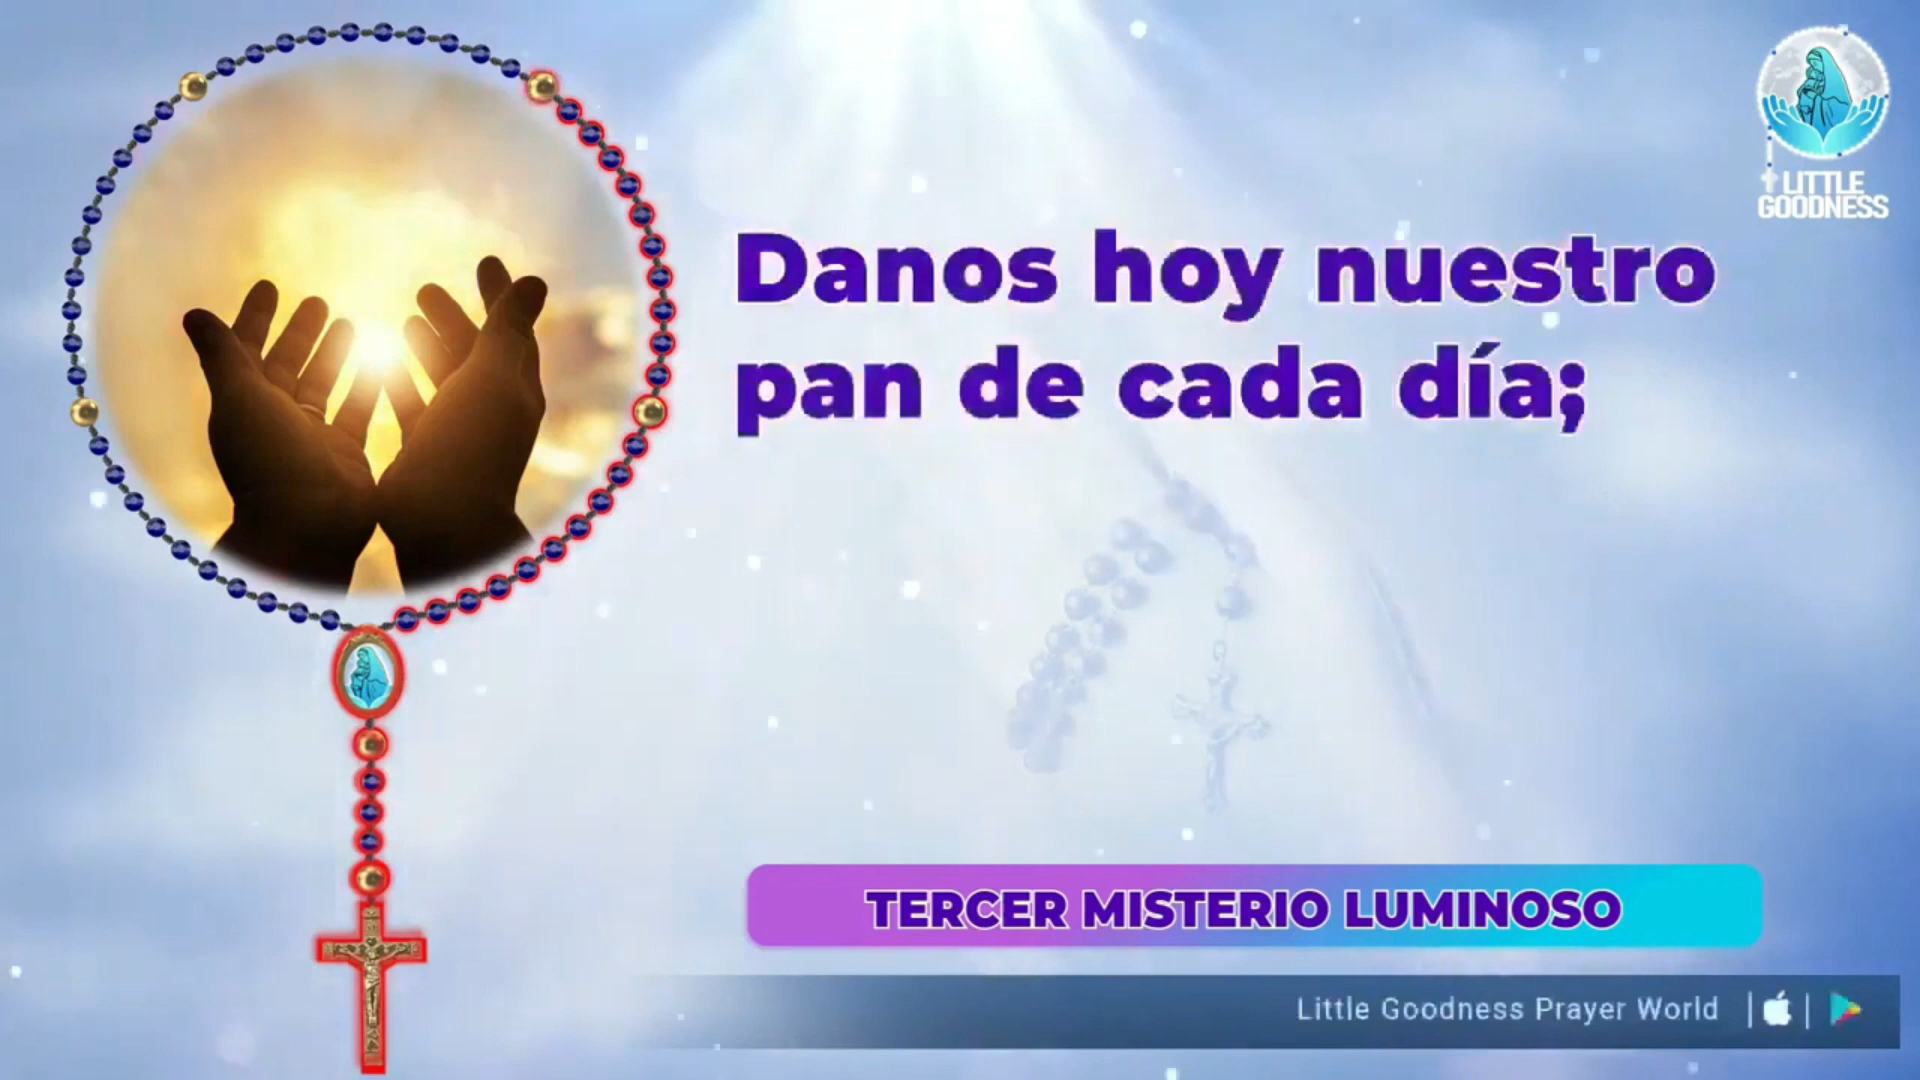 LITTLE
GOODNESS
Danos hoy nuestro
pan de cada día;
TERCER MISTERIO LUMINOSO
Little Goodness Prayer World